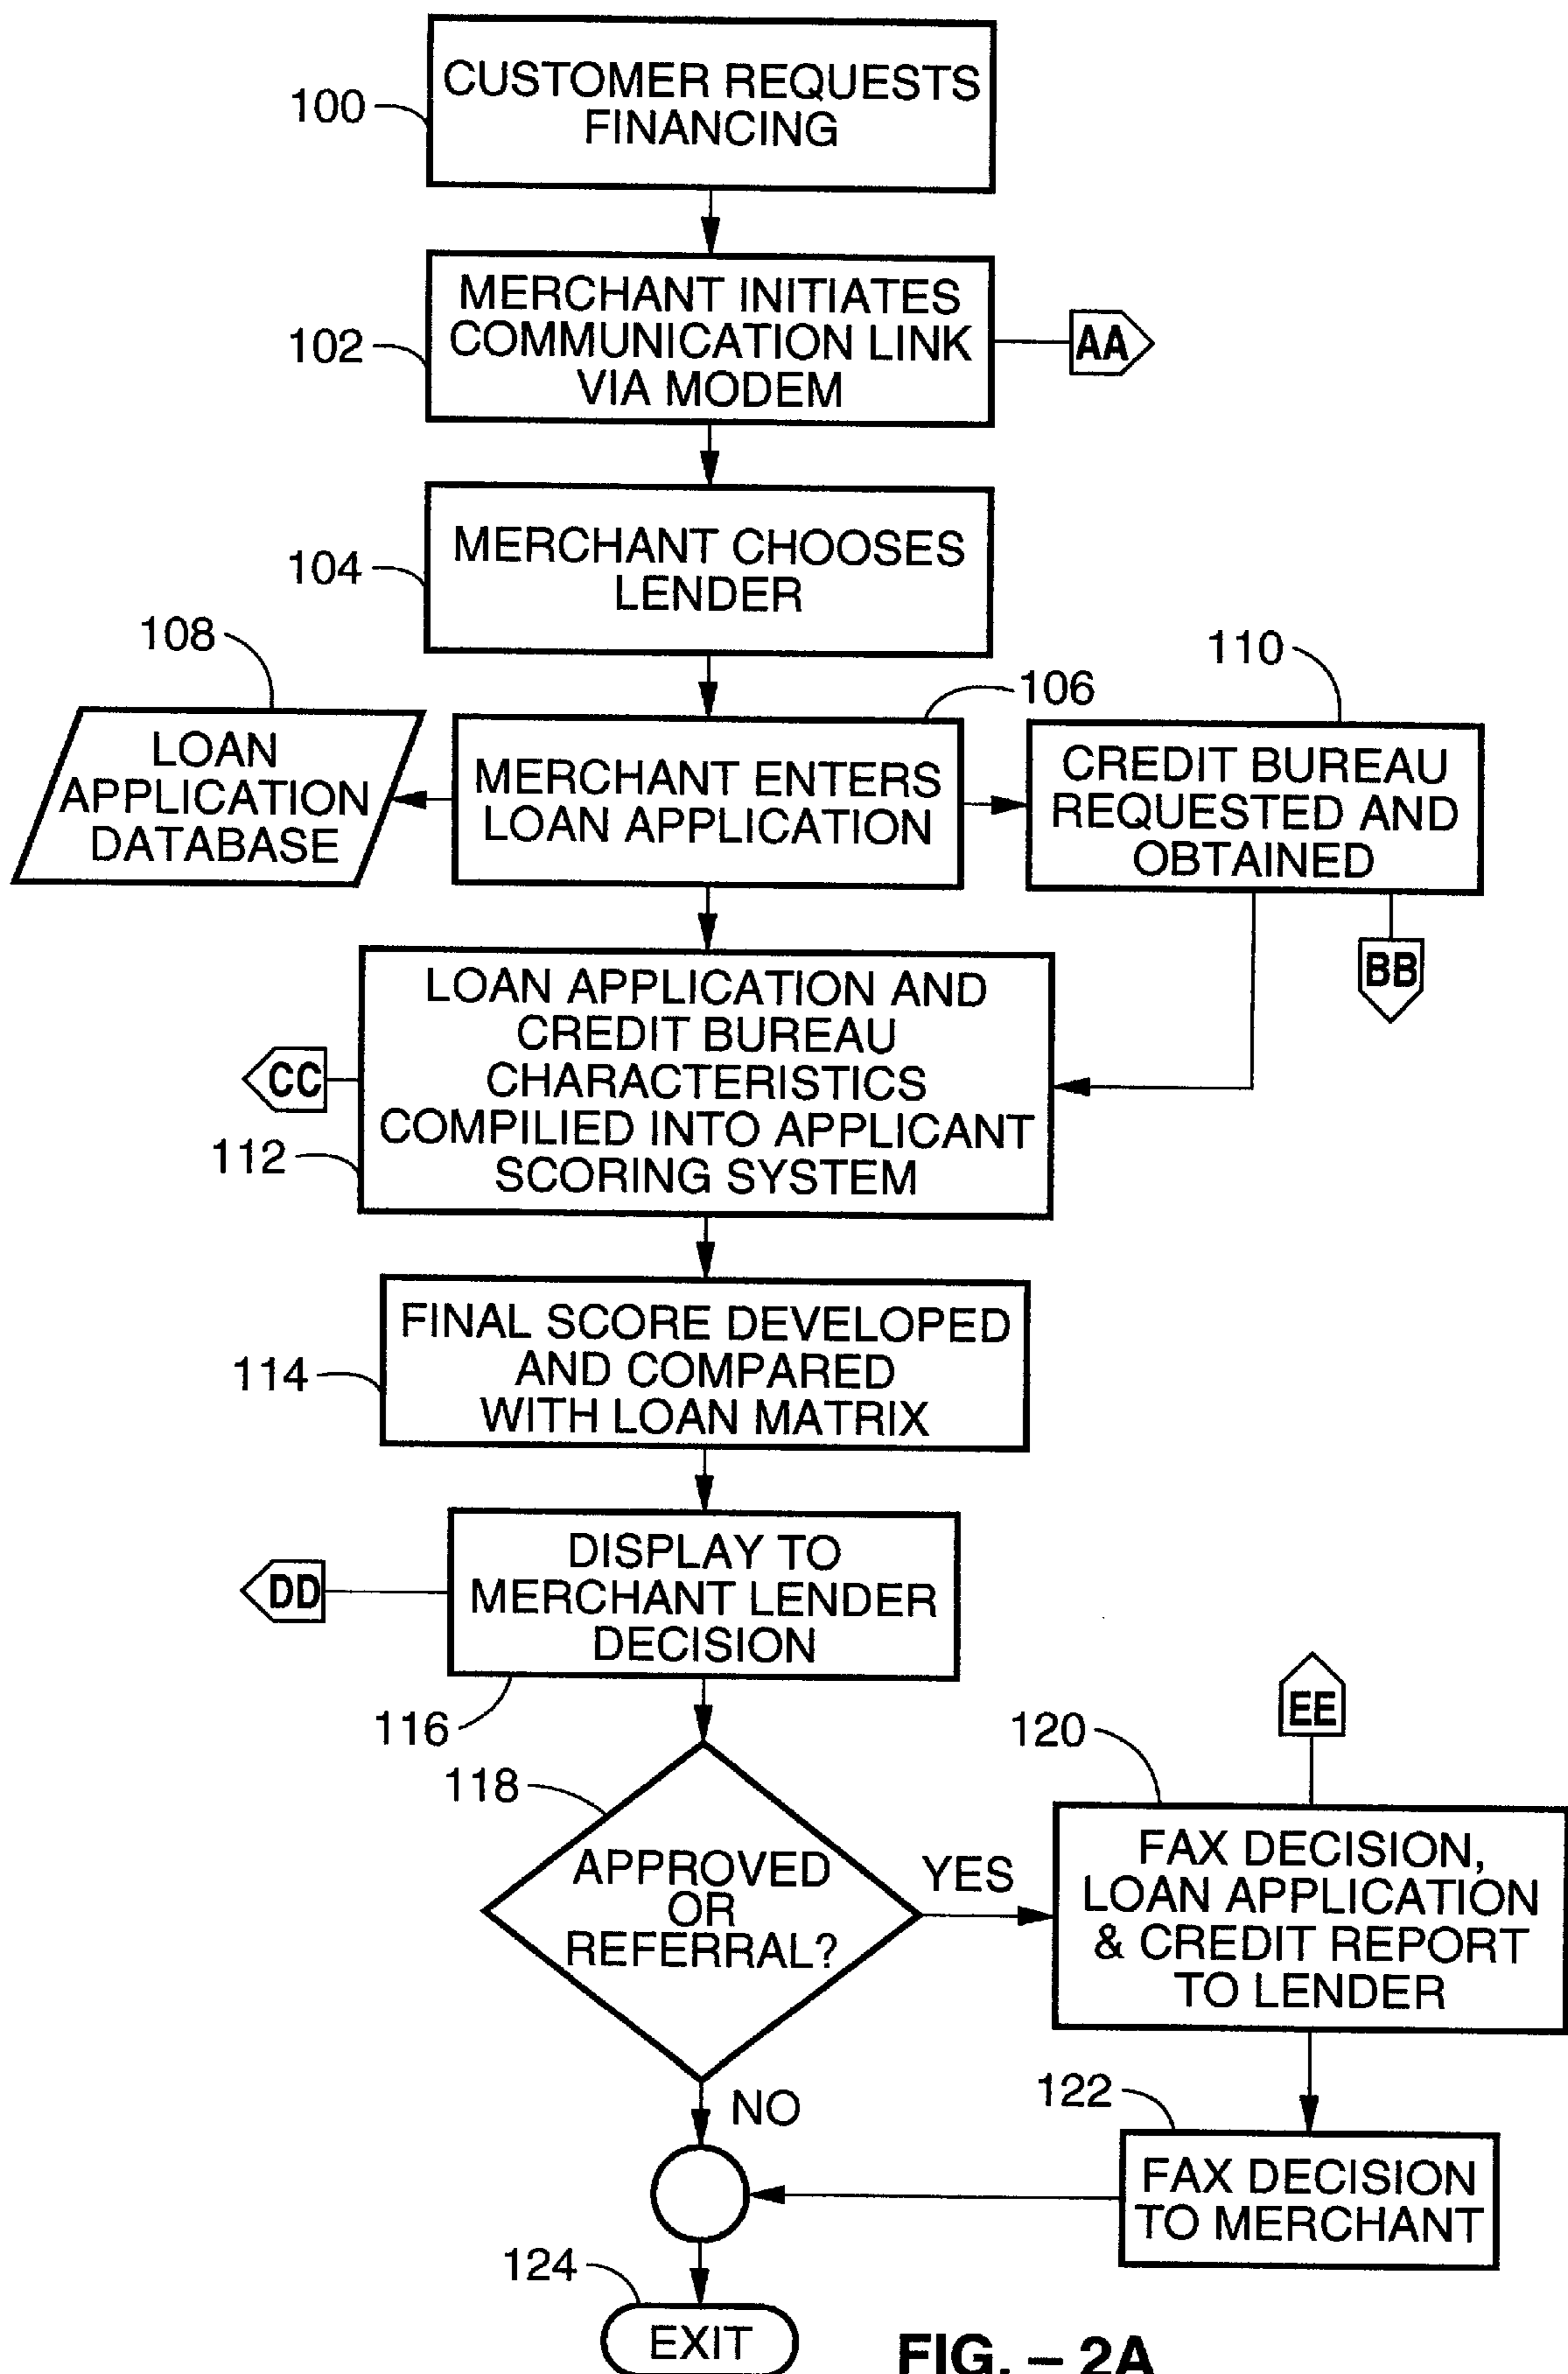 CUSTOMER REQUESTS
FINANCING
100
MERCHANT INITIATES
COMMUNICATION LINK
VIA MODEM
102
AA
MERCHANT CHOOSES
LENDER
104
108
110
106
LOAN
APPLICATION
DATABASE
MERCHANT ENTERS
LOAN APPLICATION
CREDIT BUREAU
REQUESTED AND
OBTAINED
BB
LOAN APPLICATION AND
CREDIT BUREAU
CHARACTERISTICS
COMPILIED INTO APPLICANT
SCORING SYSTEM
CC
112
FINAL SCORE DEVELOPED
AND COMPARED
WITH LOAN MATRIX
114
DISPLAY TO
MERCHANT LENDER
DECISION
DD
116
EE
120
118
APPROVED
OR
REFERRAL?
YES
FAX DECISION,
LOAN APPLICATION
& CREDIT REPORT
TO LENDER
NO
122
FAX DECISION
TO MERCHANT
124
EXIT
FIG. – 2A